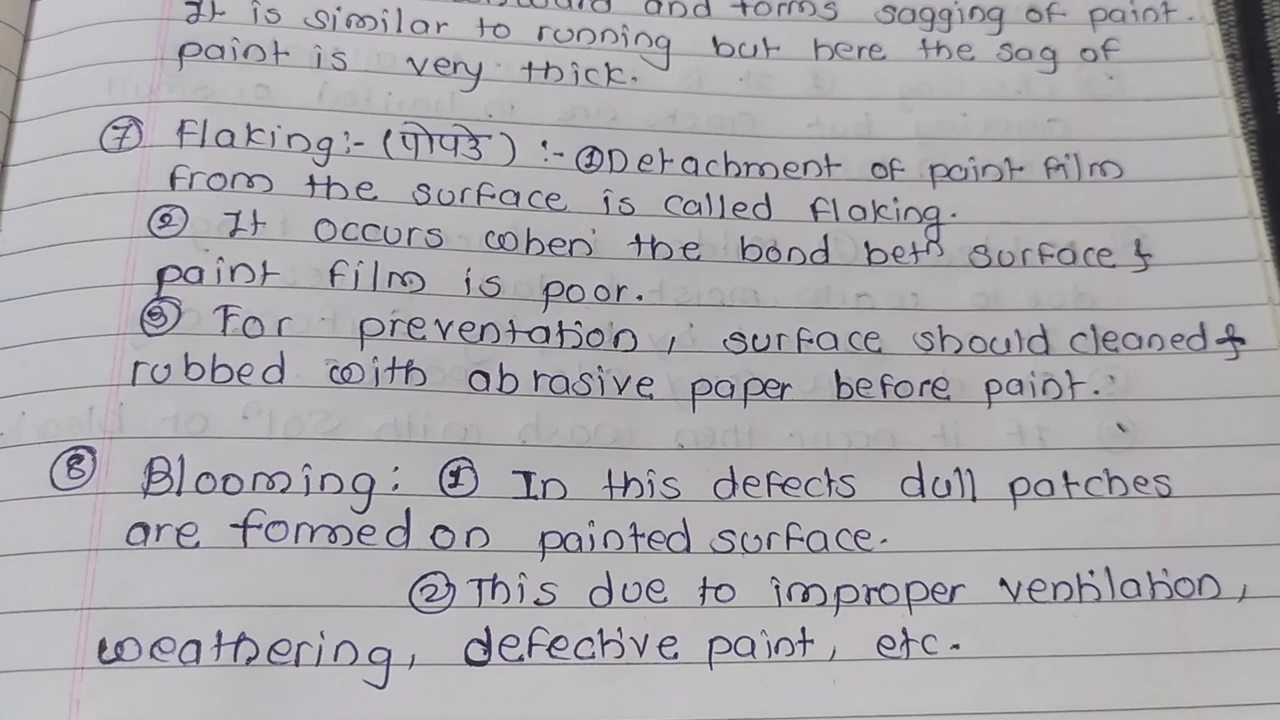 and forms sagging of paint.
It is similar to running but here the sag of
paint is very thick.
⑦ Flaking:- (पोपडे) :- ① Detachment of paint film
from the surface is called flaking.
② It occurs when the bond betn surface &
paint film is poor.
③ For preventation, surface should cleaned &
rubbed with abrasive paper before paint.
⑧ Blooming: ① In this defects dull patches
are formed on painted surface.
② This due to improper ventilation,
weathering, defective paint, etc.